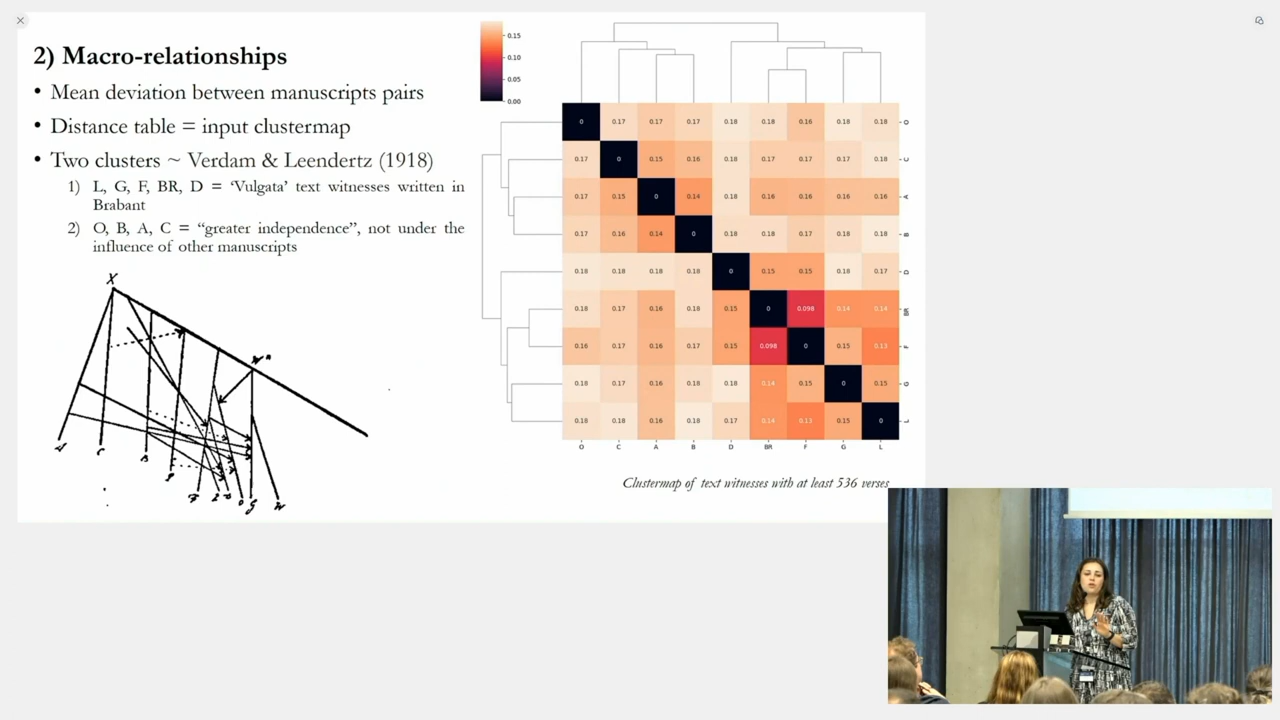 2) Macro-relationships
• Mean deviation between manuscripts pairs
• Distance table = input clustermap
• Two clusters ~ Verdam & Leendertz (1918)
1) L, G, F, BR, D = ‘Vulgata’ text witnesses written in
Brabant
2) O, B, A, C = “greater independence”, not under the
influence of other manuscripts
X
0.15
0.10
0.05
0.00
0 0.17 0.17 0.17 0.18 0.18 0.16 0.18 0.18 O
0.17 0 0.15 0.16 0.18 0.17 0.17 0.17 0.18 C
0.17 0.15 0 0.14 0.18 0.16 0.16 0.16 0.16 A
0.17 0.16 0.14 0 0.18 0.18 0.17 0.18 0.18 B
0.18 0.18 0.18 0.18 0 0.15 0.15 0.18 0.17 D
0.18 0.17 0.16 0.18 0.15 0 0.098 0.14 0.14 BR
0.16 0.17 0.16 0.17 0.15 0.098 0 0.15 0.13 F
0.18 0.17 0.16 0.18 0.18 0.14 0.15 0 0.15 G
0.18 0.18 0.16 0.18 0.17 0.14 0.13 0.15 0 L
O C A B D BR F G L
Clustermap of text witnesses with at least 536 verses